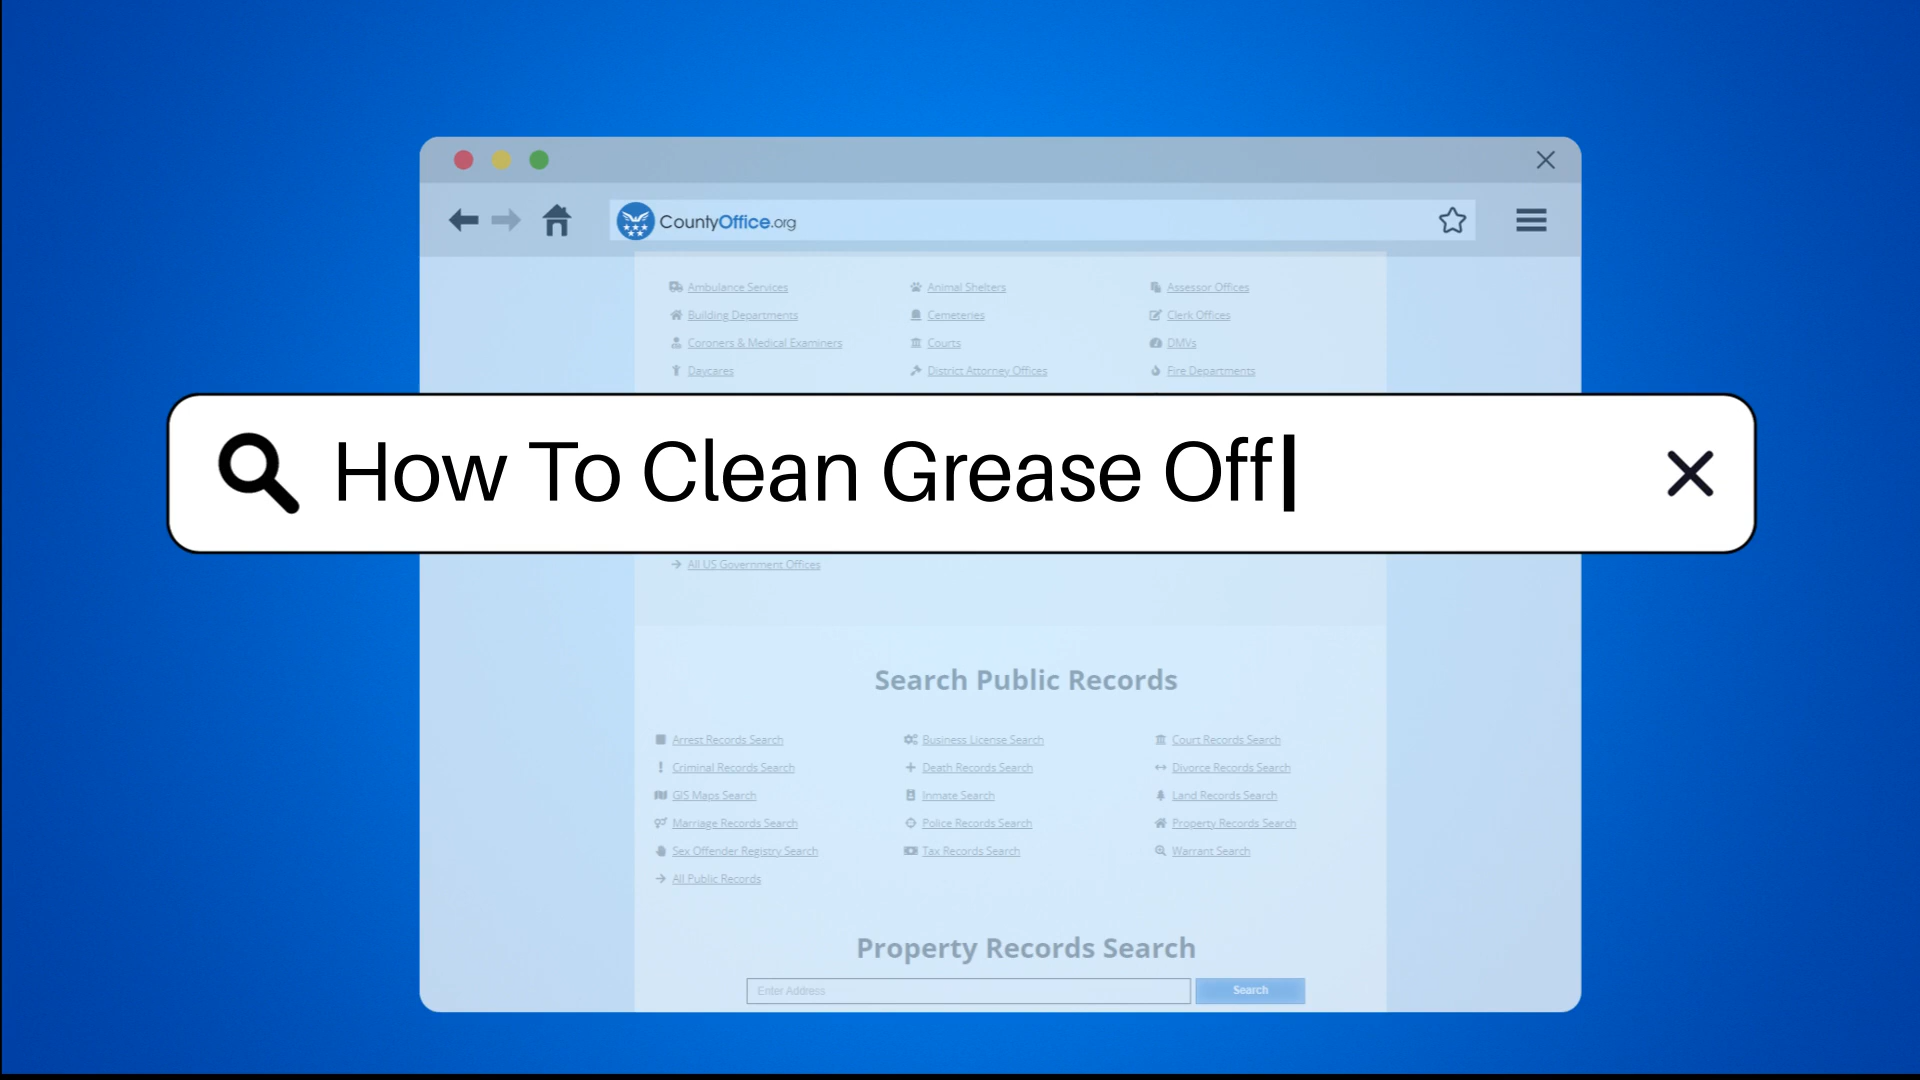 CountyOffice.org
Ambulance Services Animal Shelters Assessor Offices
Building Departments Cemeteries Clerk Offices
Coroners & Medical Examiners Courts DMVs
Daycares District Attorney Offices Fire Departments
How To Clean Grease Off
All US Government Offices
Search Public Records
Arrest Records Search Business License Search Court Records Search
Criminal Records Search Death Records Search Divorce Records Search
GIS Maps Search Inmate Search Land Records Search
Marriage Records Search Police Records Search Property Records Search
Sex Offender Registry Search Tax Records Search Warrant Search
All Public Records
Property Records Search
Enter Address Search